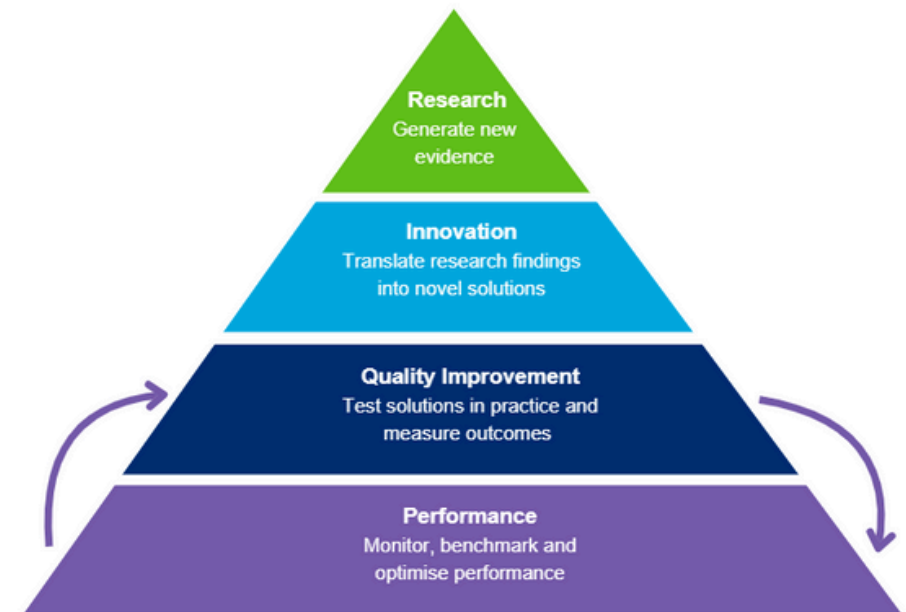 Research
Generate new
evidence
Innovation
Translate research findings
into novel solutions
Quality Improvement
Test solutions in practice and
measure outcomes
Performance
Monitor, benchmark and
optimise performance